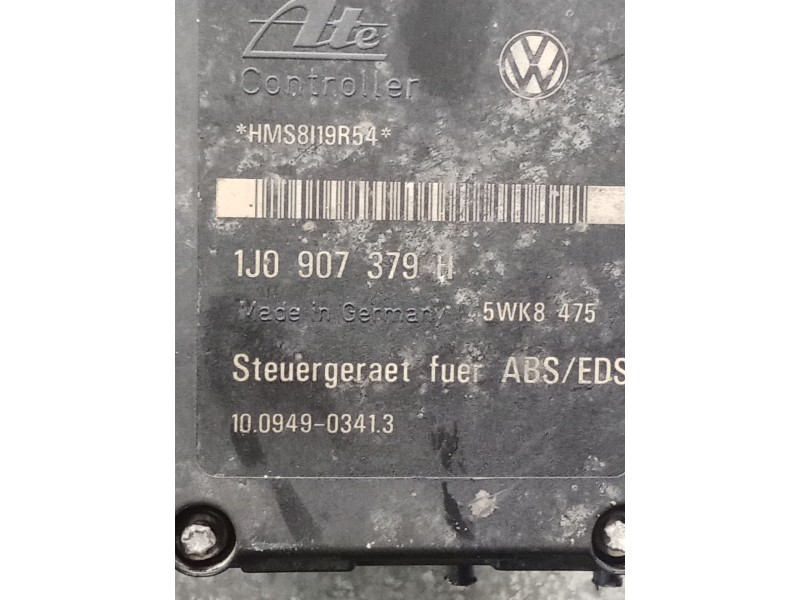 Ate
Controller
*HMS8I19R54*
1J0 907 379 H
Made in Germany 5WK8 475
Steuergeraet fuer ABS/EDS
10.0949-0341.3